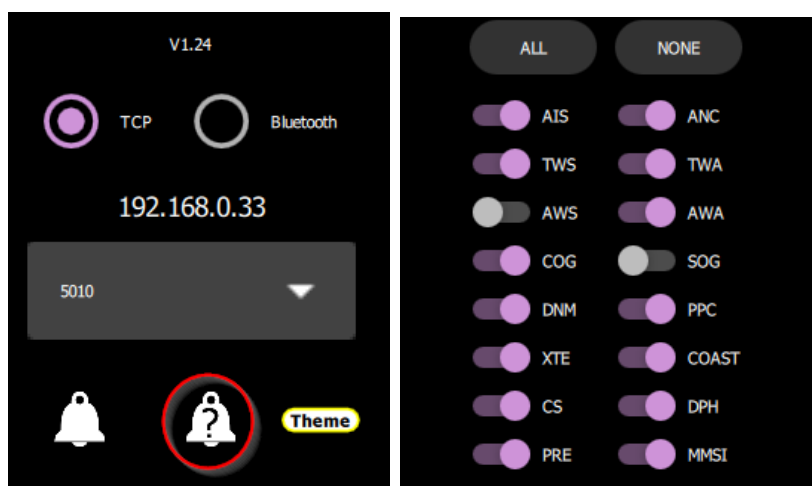 V1.24
TCP Bluetooth
192.168.0.33
5010
? Theme
ALL NONE
AIS ANC
TWS TWA
AWS AWA
COG SOG
DNM PPC
XTE COAST
CS DPH
PRE MMSI